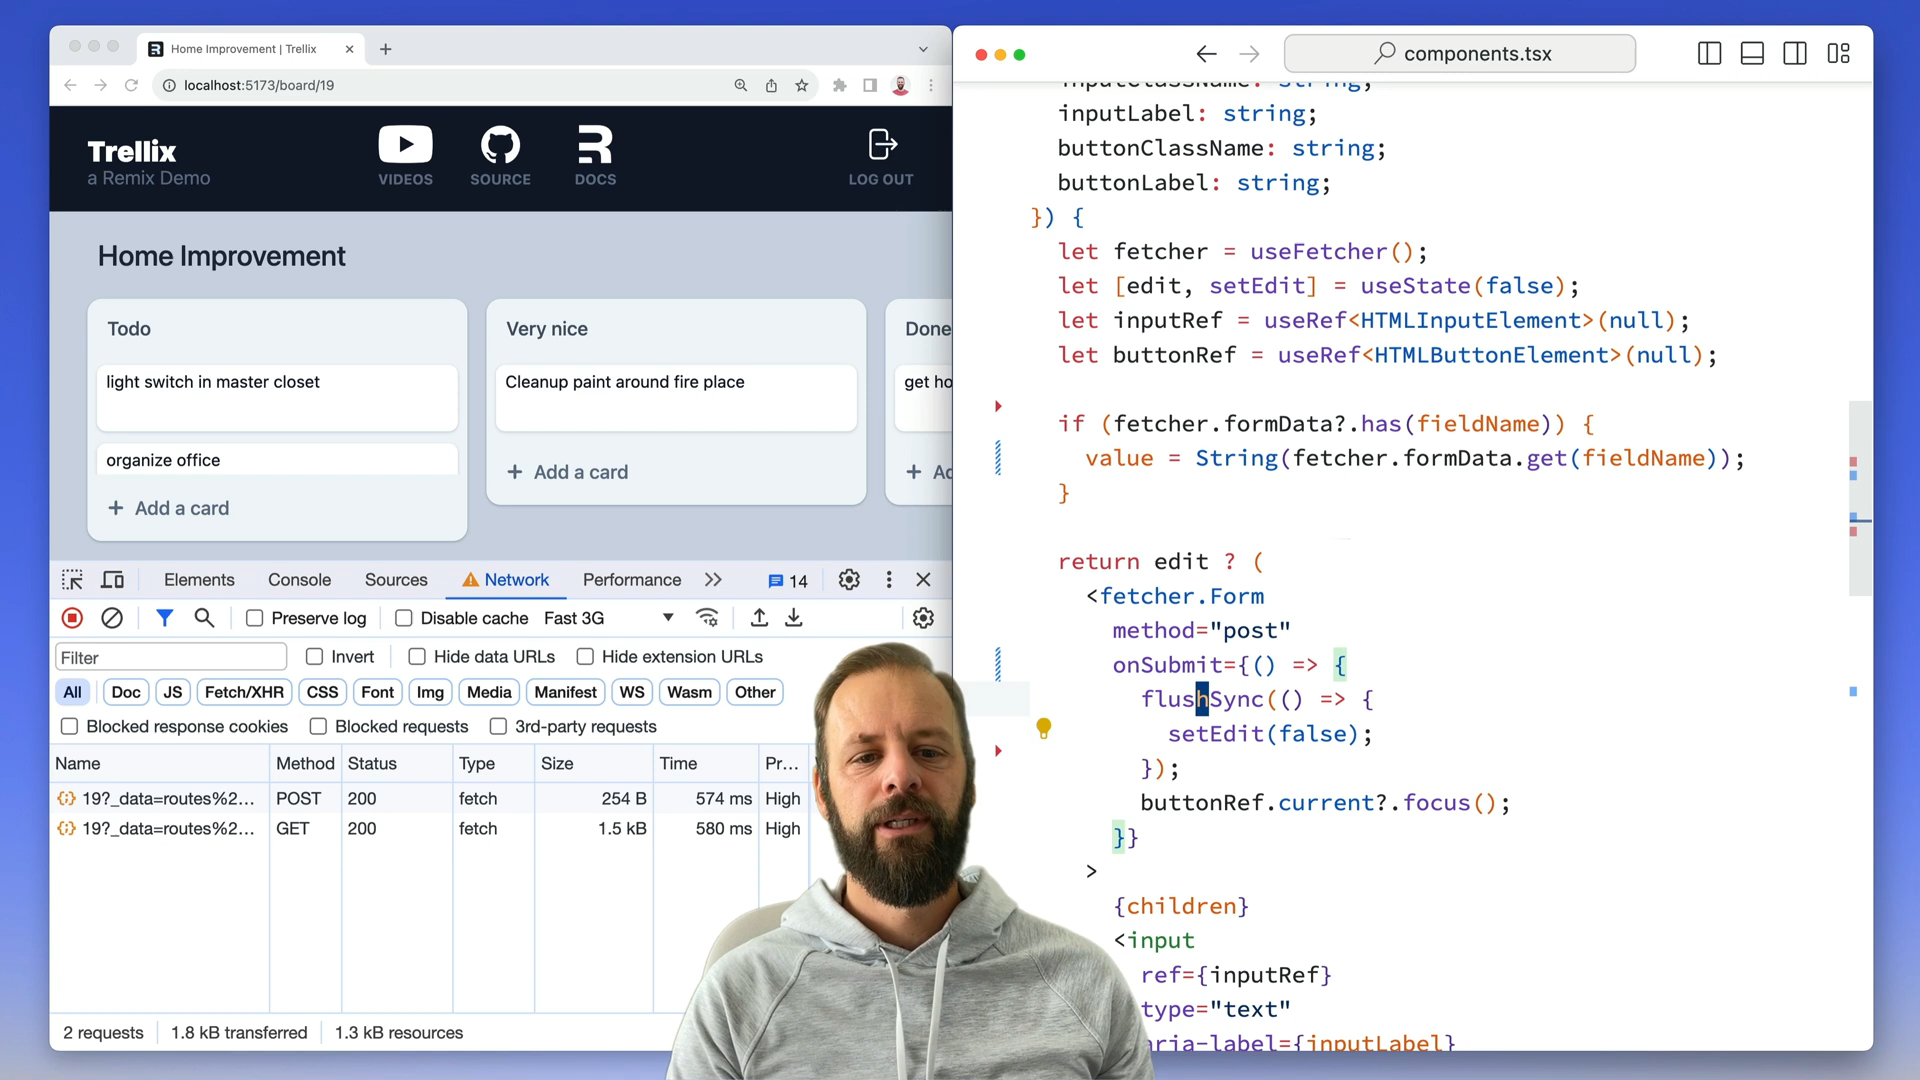 Home Improvement | Trellix
localhost:5173/board/19
Trellix
a Remix Demo
VIDEOS
SOURCE
DOCS
LOG OUT
Home Improvement
Todo
light switch in master closet
organize office
+ Add a card
Very nice
Cleanup paint around fire place
+ Add a card
Done
get ho
+ Ad
Elements
Console
Sources
Network
Performance
14
Preserve log
Disable cache
Fast 3G
Filter
Invert
Hide data URLs
Hide extension URLs
All
Doc
JS
Fetch/XHR
CSS
Font
Img
Media
Manifest
WS
Wasm
Other
Blocked response cookies
Blocked requests
3rd-party requests
Name Method Status Type Size Time Pr...
19?_data=routes%2... POST 200 fetch 254 B 574 ms High
19?_data=routes%2... GET 200 fetch 1.5 kB 580 ms High
2 requests
1.8 kB transferred
1.3 kB resources
components.tsx
inputClassName: string;
inputLabel: string;
buttonClassName: string;
buttonLabel: string;
}) {
let fetcher = useFetcher();
let [edit, setEdit] = useState(false);
let inputRef = useRef<HTMLInputElement>(null);
let buttonRef = useRef<HTMLButtonElement>(null);
if (fetcher.formData?.has(fieldName)) {
value = String(fetcher.formData.get(fieldName));
}
return edit ? (
<fetcher.Form
method="post"
onSubmit={() => {
flushSync(() => {
setEdit(false);
});
buttonRef.current?.focus();
}}
>
{children}
<input
ref={inputRef}
type="text"
aria-label={inputLabel}